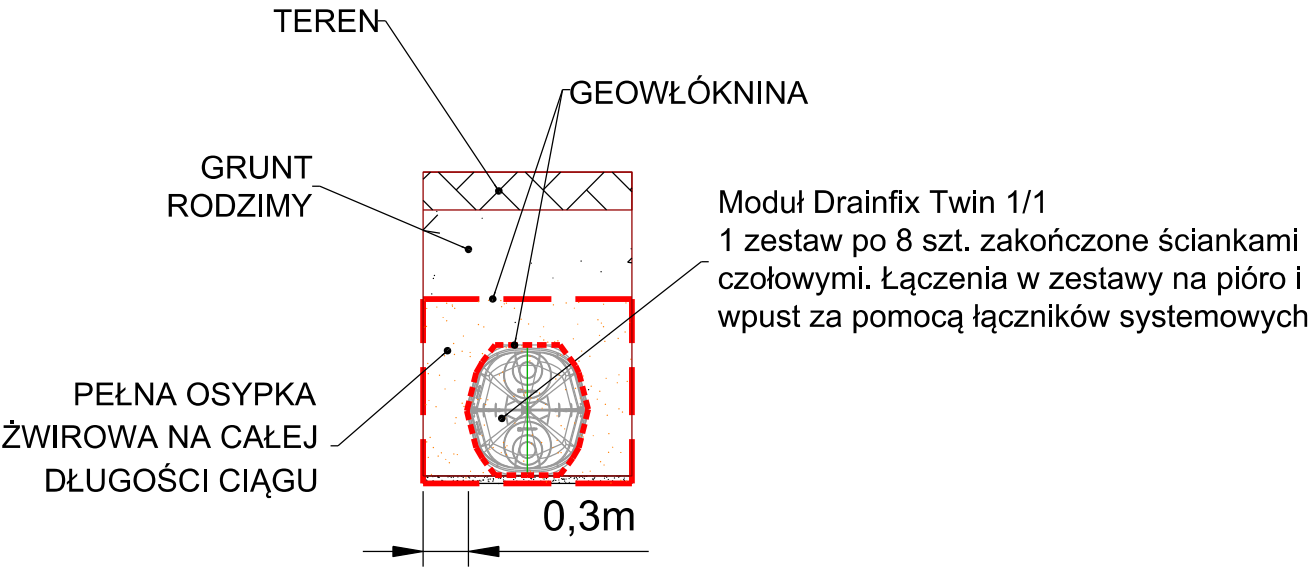 TEREN
GEOWŁÓKNINA
GRUNT
RODZIMY
Moduł Drainfix Twin 1/1
1 zestaw po 8 szt. zakończone ściankami
czołowymi. Łączenia w zestawy na pióro i
wpust za pomocą łączników systemowych
PEŁNA OSYPKA
ŻWIROWA NA CAŁEJ
DŁUGOŚCI CIĄGU
0,3m